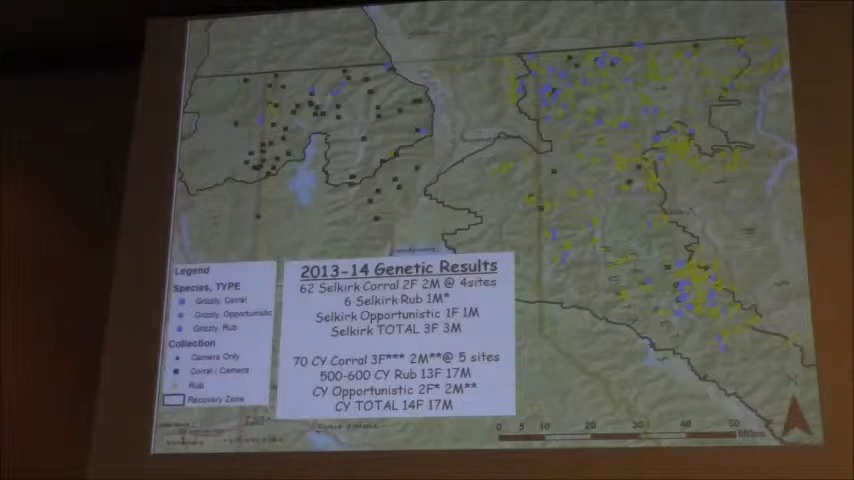 Legend
Species, TYPE
Grizzly, Corral
Grizzly, Opportunistic
Grizzly, Rub
Collection
Camera Only
Corral / Camera
Rub
Recovery Zone
2013-14 Genetic Results
62 Selkirk Corral 2F 2M @ 4sites
6 Selkirk Rub 1M*
Selkirk Opportunistic 1F 1M
Selkirk TOTAL 3F 3M
70 CY Corral 3F*** 2M**@ 5 sites
500-600 CY Rub 13F 17M
CY Opportunistic 2F* 2M**
CY TOTAL 14F 17M
0 5 10 20 30 40 50
Miles